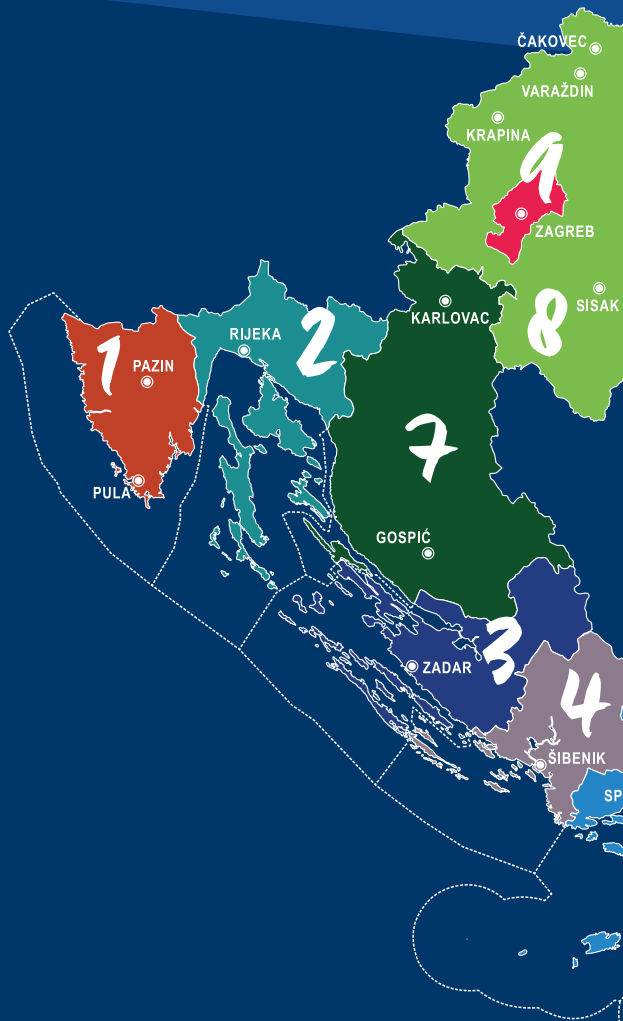 ČAKOVEC
VARAŽDIN
KRAPINA
9
ZAGREB
SISAK
8
KARLOVAC
2
RIJEKA
1
PAZIN
7
PULA
GOSPIĆ
3
ZADAR
4
ŠIBENIK
SP